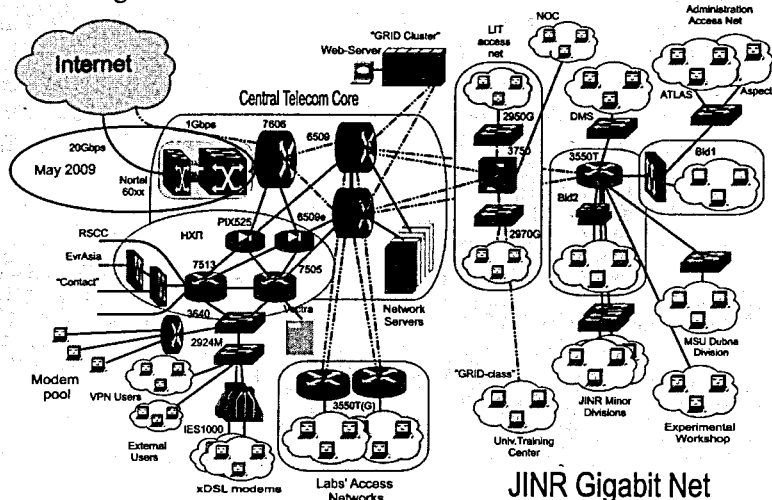 Internet
"GRID Cluster"
Web-Server
LIT
access
net
NOC
Administration
Access Net
ATLAS
Aspect
DMS
Central Telecom Core
1Gbps
7606
6509
2950G
3750
3550T
Bld1
20Gbps
May 2009
Nortel
60xx
Bld2
PIX525
6509e
RSCC
НХЛ
2970G
EvrAsia
7513
7505
"Contact"
Vectra
Network
Servers
3640
2924M
MSU Dubna
Division
Modem
pool
VPN Users
"GRID-class"
JINR Minor
Divisions
3550T(G)
IES1000
External
Users
Univ.Training
Center
Experimental
Workshop
xDSL modems
Labs' Access
Networks
JINR Gigabit Net